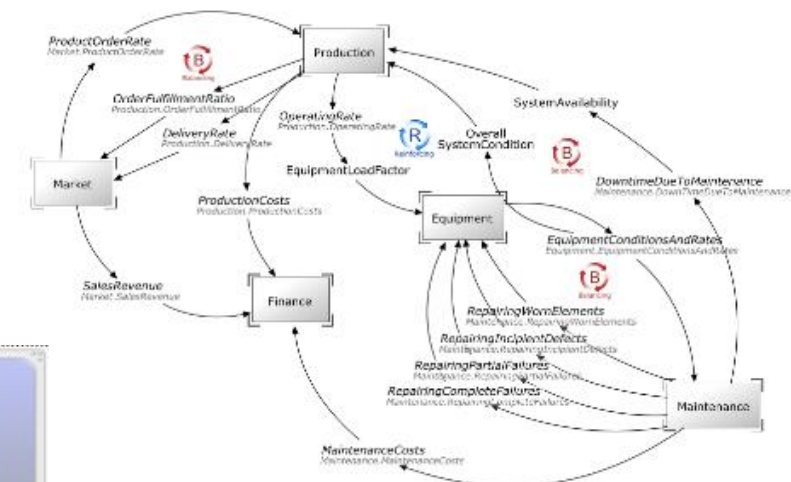 ProductOrderRate
Market.ProductOrderRate
B
Balancing
Production
OrderFulfillmentRatio
Production.OrderFulfillmentRatio
DeliveryRate
Production.DeliveryRate
OperatingRate
Production.OperatingRate
R
Reinforcing
Overall
SystemCondition
SystemAvailability
B
Balancing
EquipmentLoadFactor
Market
DowntimeDueToMaintenance
Maintenance.DownTimeDueToMaintenance
ProductionCosts
Production.ProductionCosts
Equipment
EquipmentConditionsAndRates
Equipment.EquipmentConditionsAndRates
B
Balancing
SalesRevenue
Market.SalesRevenue
Finance
RepairingWornElements
Maintenance.RepairingWornElements
RepairingIncipientDefects
Maintenance.RepairingIncipientDefects
RepairingPartialFailures
Maintenance.RepairingPartialFailures
RepairingCompleteFailures
Maintenance.RepairingCompleteFailures
Maintenance
MaintenanceCosts
Maintenance.MaintenanceCosts